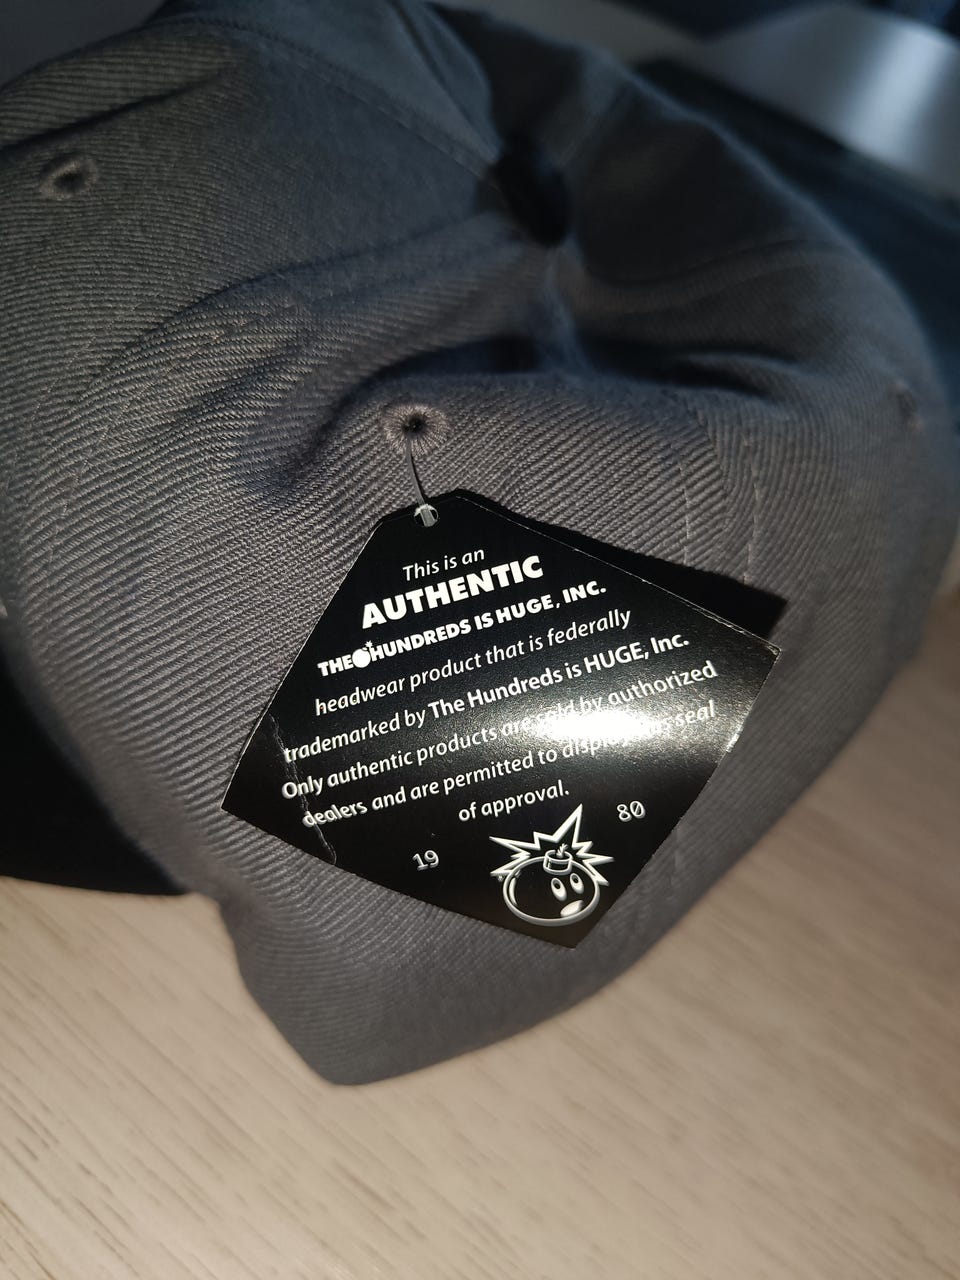 This is an
AUTHENTIC
THE HUNDREDS IS HUGE, INC.
headwear product that is federally
trademarked by The Hundreds is HUGE, Inc.
Only authentic products are sold by authorized
dealers and are permitted to display this seal
of approval.
19 80